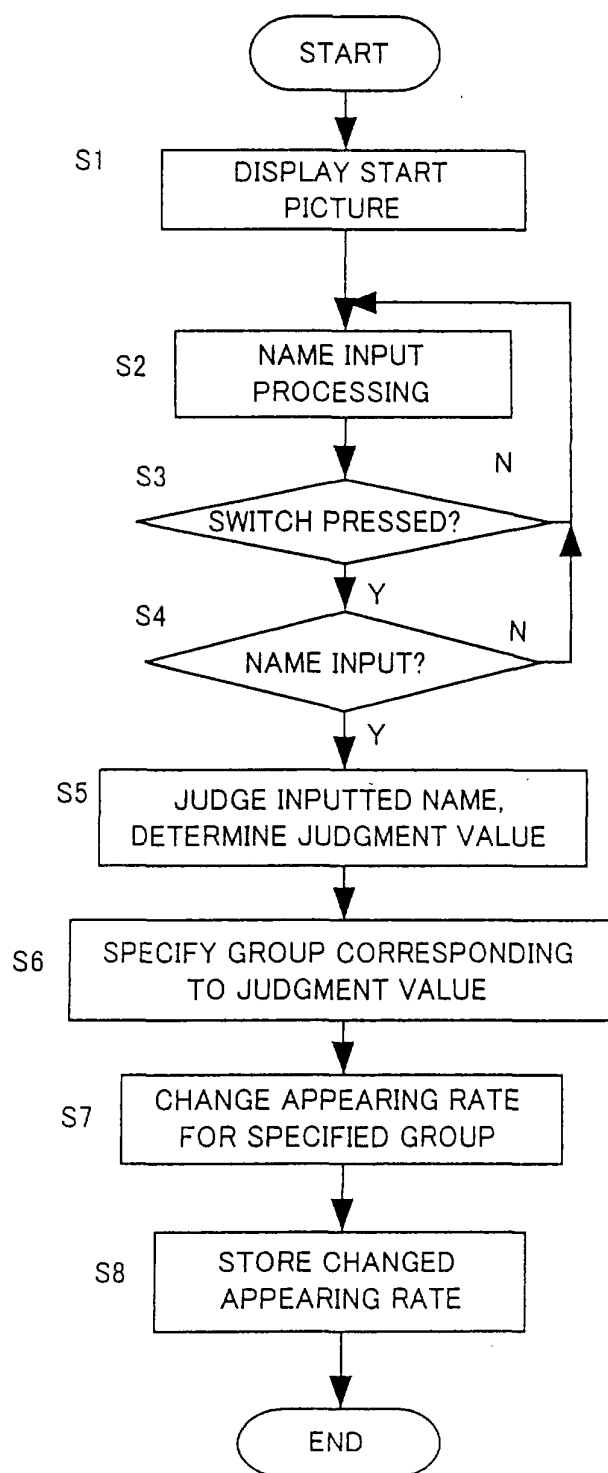 START
S1
DISPLAY START
PICTURE
S2
NAME INPUT
PROCESSING
S3
N
SWITCH PRESSED?
Y
S4
N
NAME INPUT?
Y
S5
JUDGE INPUTTED NAME,
DETERMINE JUDGMENT VALUE
S6
SPECIFY GROUP CORRESPONDING
TO JUDGMENT VALUE
S7
CHANGE APPEARING RATE
FOR SPECIFIED GROUP
S8
STORE CHANGED
APPEARING RATE
END